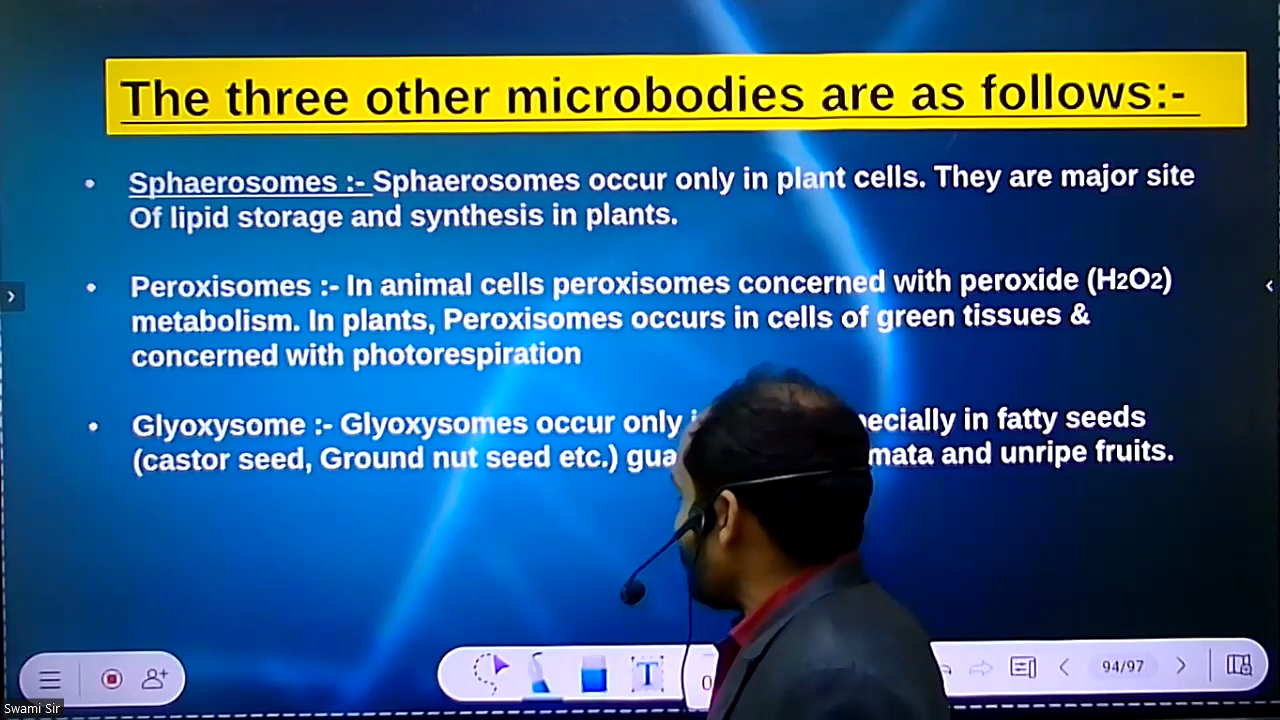 The three other microbodies are as follows:-
• Sphaerosomes :- Sphaerosomes occur only in plant cells. They are major site
Of lipid storage and synthesis in plants.
• Peroxisomes :- In animal cells peroxisomes concerned with peroxide (H2O2)
metabolism. In plants, Peroxisomes occurs in cells of green tissues &
concerned with photorespiration
• Glyoxysome :- Glyoxysomes occur only in fatty seeds
(castor seed, Ground nut seed etc.) and unripe fruits.
T
94/97
Swami Sir